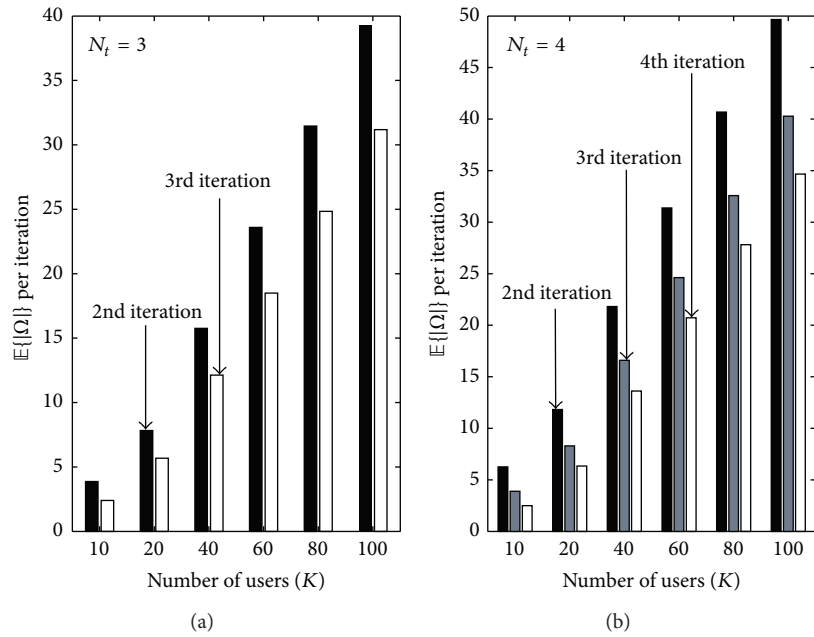 N_t = 3
40
35
30
25
20
15
10
5
0
𝔼{|Ω|} per iteration
2nd iteration
3rd iteration
10 20 40 60 80 100
Number of users (K)
(a)
N_t = 4
50
45
40
35
30
25
20
15
10
5
0
𝔼{|Ω|} per iteration
2nd iteration
3rd iteration
4th iteration
10 20 40 60 80 100
Number of users (K)
(b)